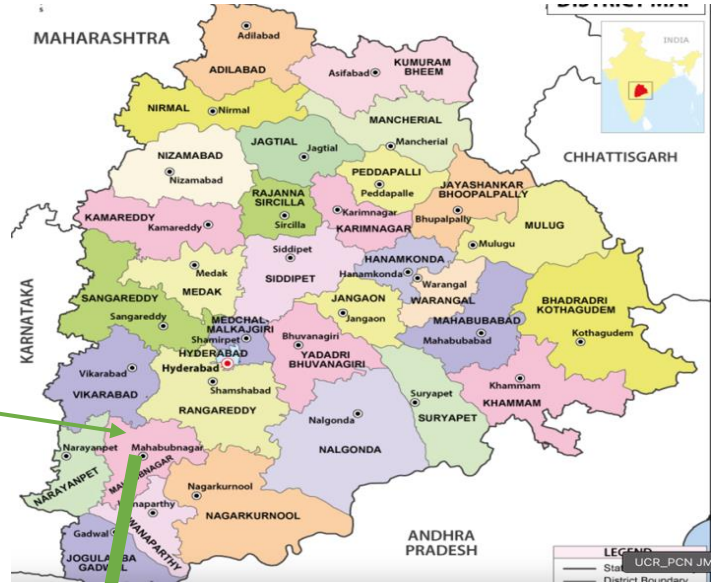 DISTRICT MAP
MAHARASHTRA
Adilabad
ADILABAD
INDIA
KUMURAM
BHEEM
Asifabad
NIRMAL
Nirmal
MANCHERIAL
Mancherial
JAGTIAL
Jagtial
NIZAMABAD
Nizamabad
CHHATTISGARH
PEDDAPALLI
Peddapalle
RAJANNA
SIRCILLA
Sircilla
JAYASHANKAR
BHOOPALPALLY
Bhupalpally
KAMAREDDY
Kamareddy
Karimnagar
KARIMNAGAR
MULUG
Mulugu
Siddipet
SIDDIPET
HANAMKONDA
Hanamkonda
Medak
MEDAK
Warangal
WARANGAL
SANGAREDDY
Sangareddy
JANGAON
Jangaon
BHADRADRI
KOTHAGUDEM
Kothagudem
KARNATAKA
MEDCHAL-
MALKAJGIRI
Shamirpet
MAHABUBABAD
Mahabubabad
HYDERABAD
Hyderabad
Bhuvanagiri
YADADRI
BHUVANAGIRI
Vikarabad
VIKARABAD
Shamshabad
RANGAREDDY
Suryapet
SURYAPET
Khammam
KHAMMAM
Nalgonda
NALGONDA
Narayanpet
NARAYANPET
Mahabubnagar
Nagarkurnool
NAGARKURNOOL
WANAPARTHY
Gadwal
GADWAL
ANDHRA
PRADESH
LEGEND
District Boundary
UCR_PCN JM